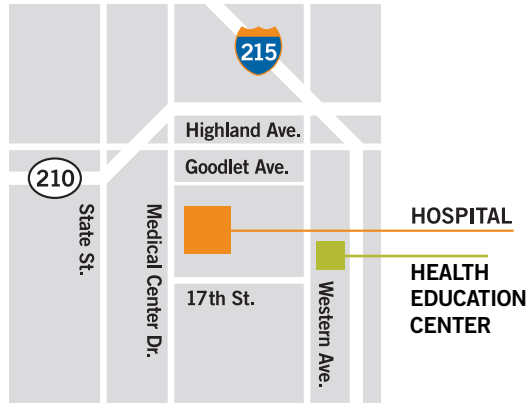 215
Highland Ave.
Goodlet Ave.
210
State St.
Medical Center Dr.
HOSPITAL
HEALTH
EDUCATION
CENTER
17th St.
Western Ave.